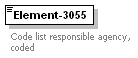 Element-3055
Code list responsible agency,
coded